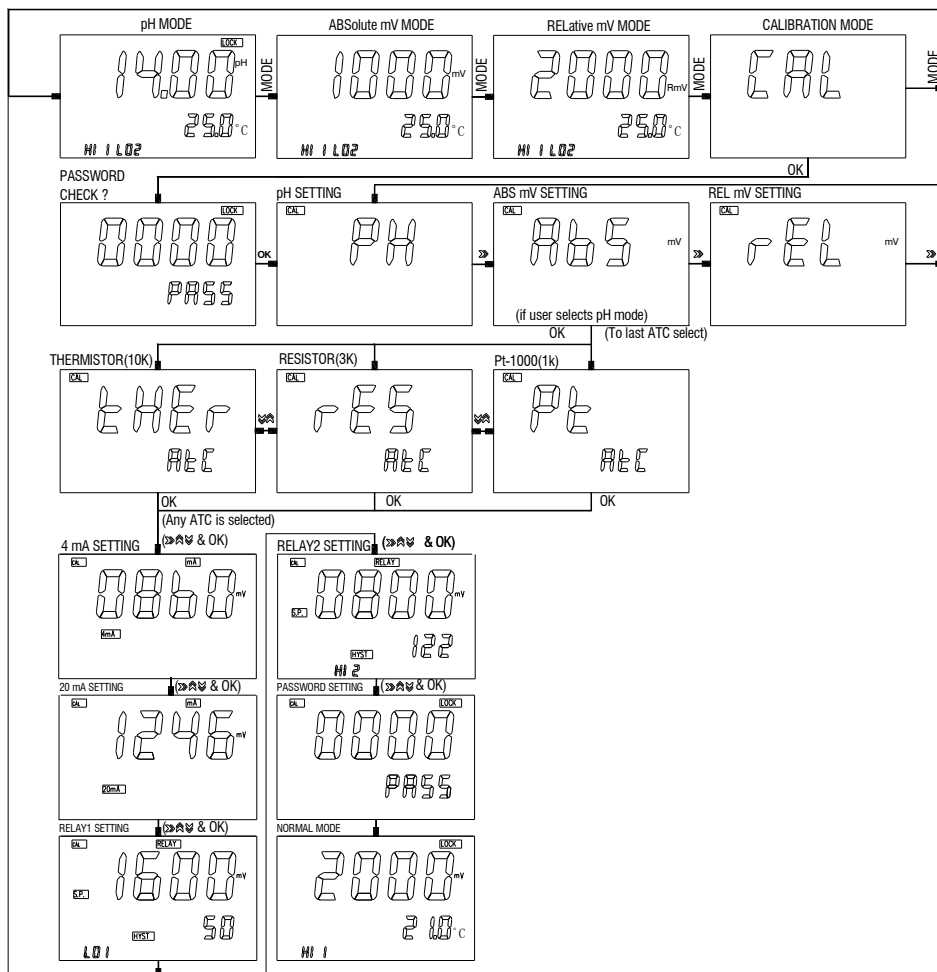 pH MODE
LOCK
14.00 pH
25.0°C
HI 1 LO2
MODE
ABSolute mV MODE
1000 mV
25.0°C
HI 1 LO2
MODE
RELative mV MODE
2000 RmV
25.0°C
HI 1 LO2
MODE
CALIBRATION MODE
CAL
MODE
OK
PASSWORD
CHECK ?
LOCK
0000
PASS
OK
pH SETTING
CAL
PH
ABS mV SETTING
CAL
AbS mV
REL mV SETTING
CAL
rEL mV
(if user selects pH mode)
OK
(To last ATC select)
THERMISTOR(10K)
CAL
tHEr
AtC
RESISTOR(3K)
CAL
rES
AtC
Pt-1000(1k)
CAL
Pt
AtC
OK
OK
OK
(Any ATC is selected)
4 mA SETTING
(»⮝⮟ & OK)
CAL mA
0860 mV
4mA
20 mA SETTING
(»⮝⮟ & OK)
CAL mA
1246 mV
20mA
RELAY1 SETTING
(»⮝⮟ & OK)
CAL RELAY
1600 mV
S.P.
HYST 50
LO1
RELAY2 SETTING
(»⮝⮟ & OK)
CAL RELAY
0800 mV
S.P.
122
HYST
HI 2
PASSWORD SETTING
(»⮝⮟ & OK)
CAL LOCK
0000
PASS
NORMAL MODE
LOCK
2000 mV
21.0°C
HI 1